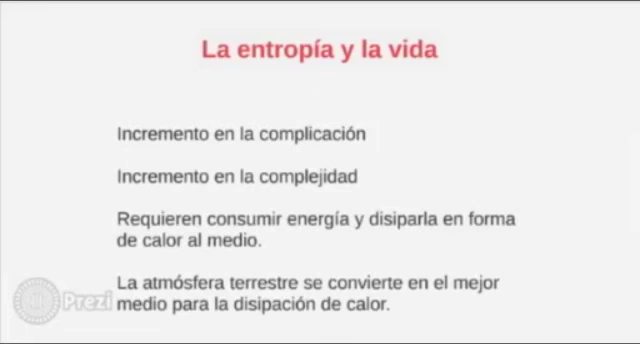 La entropía y la vida
Incremento en la complicación
Incremento en la complejidad
Requieren consumir energía y disiparla en forma
de calor al medio.
La atmósfera terrestre se convierte en el mejor
medio para la disipación de calor.
Prezi